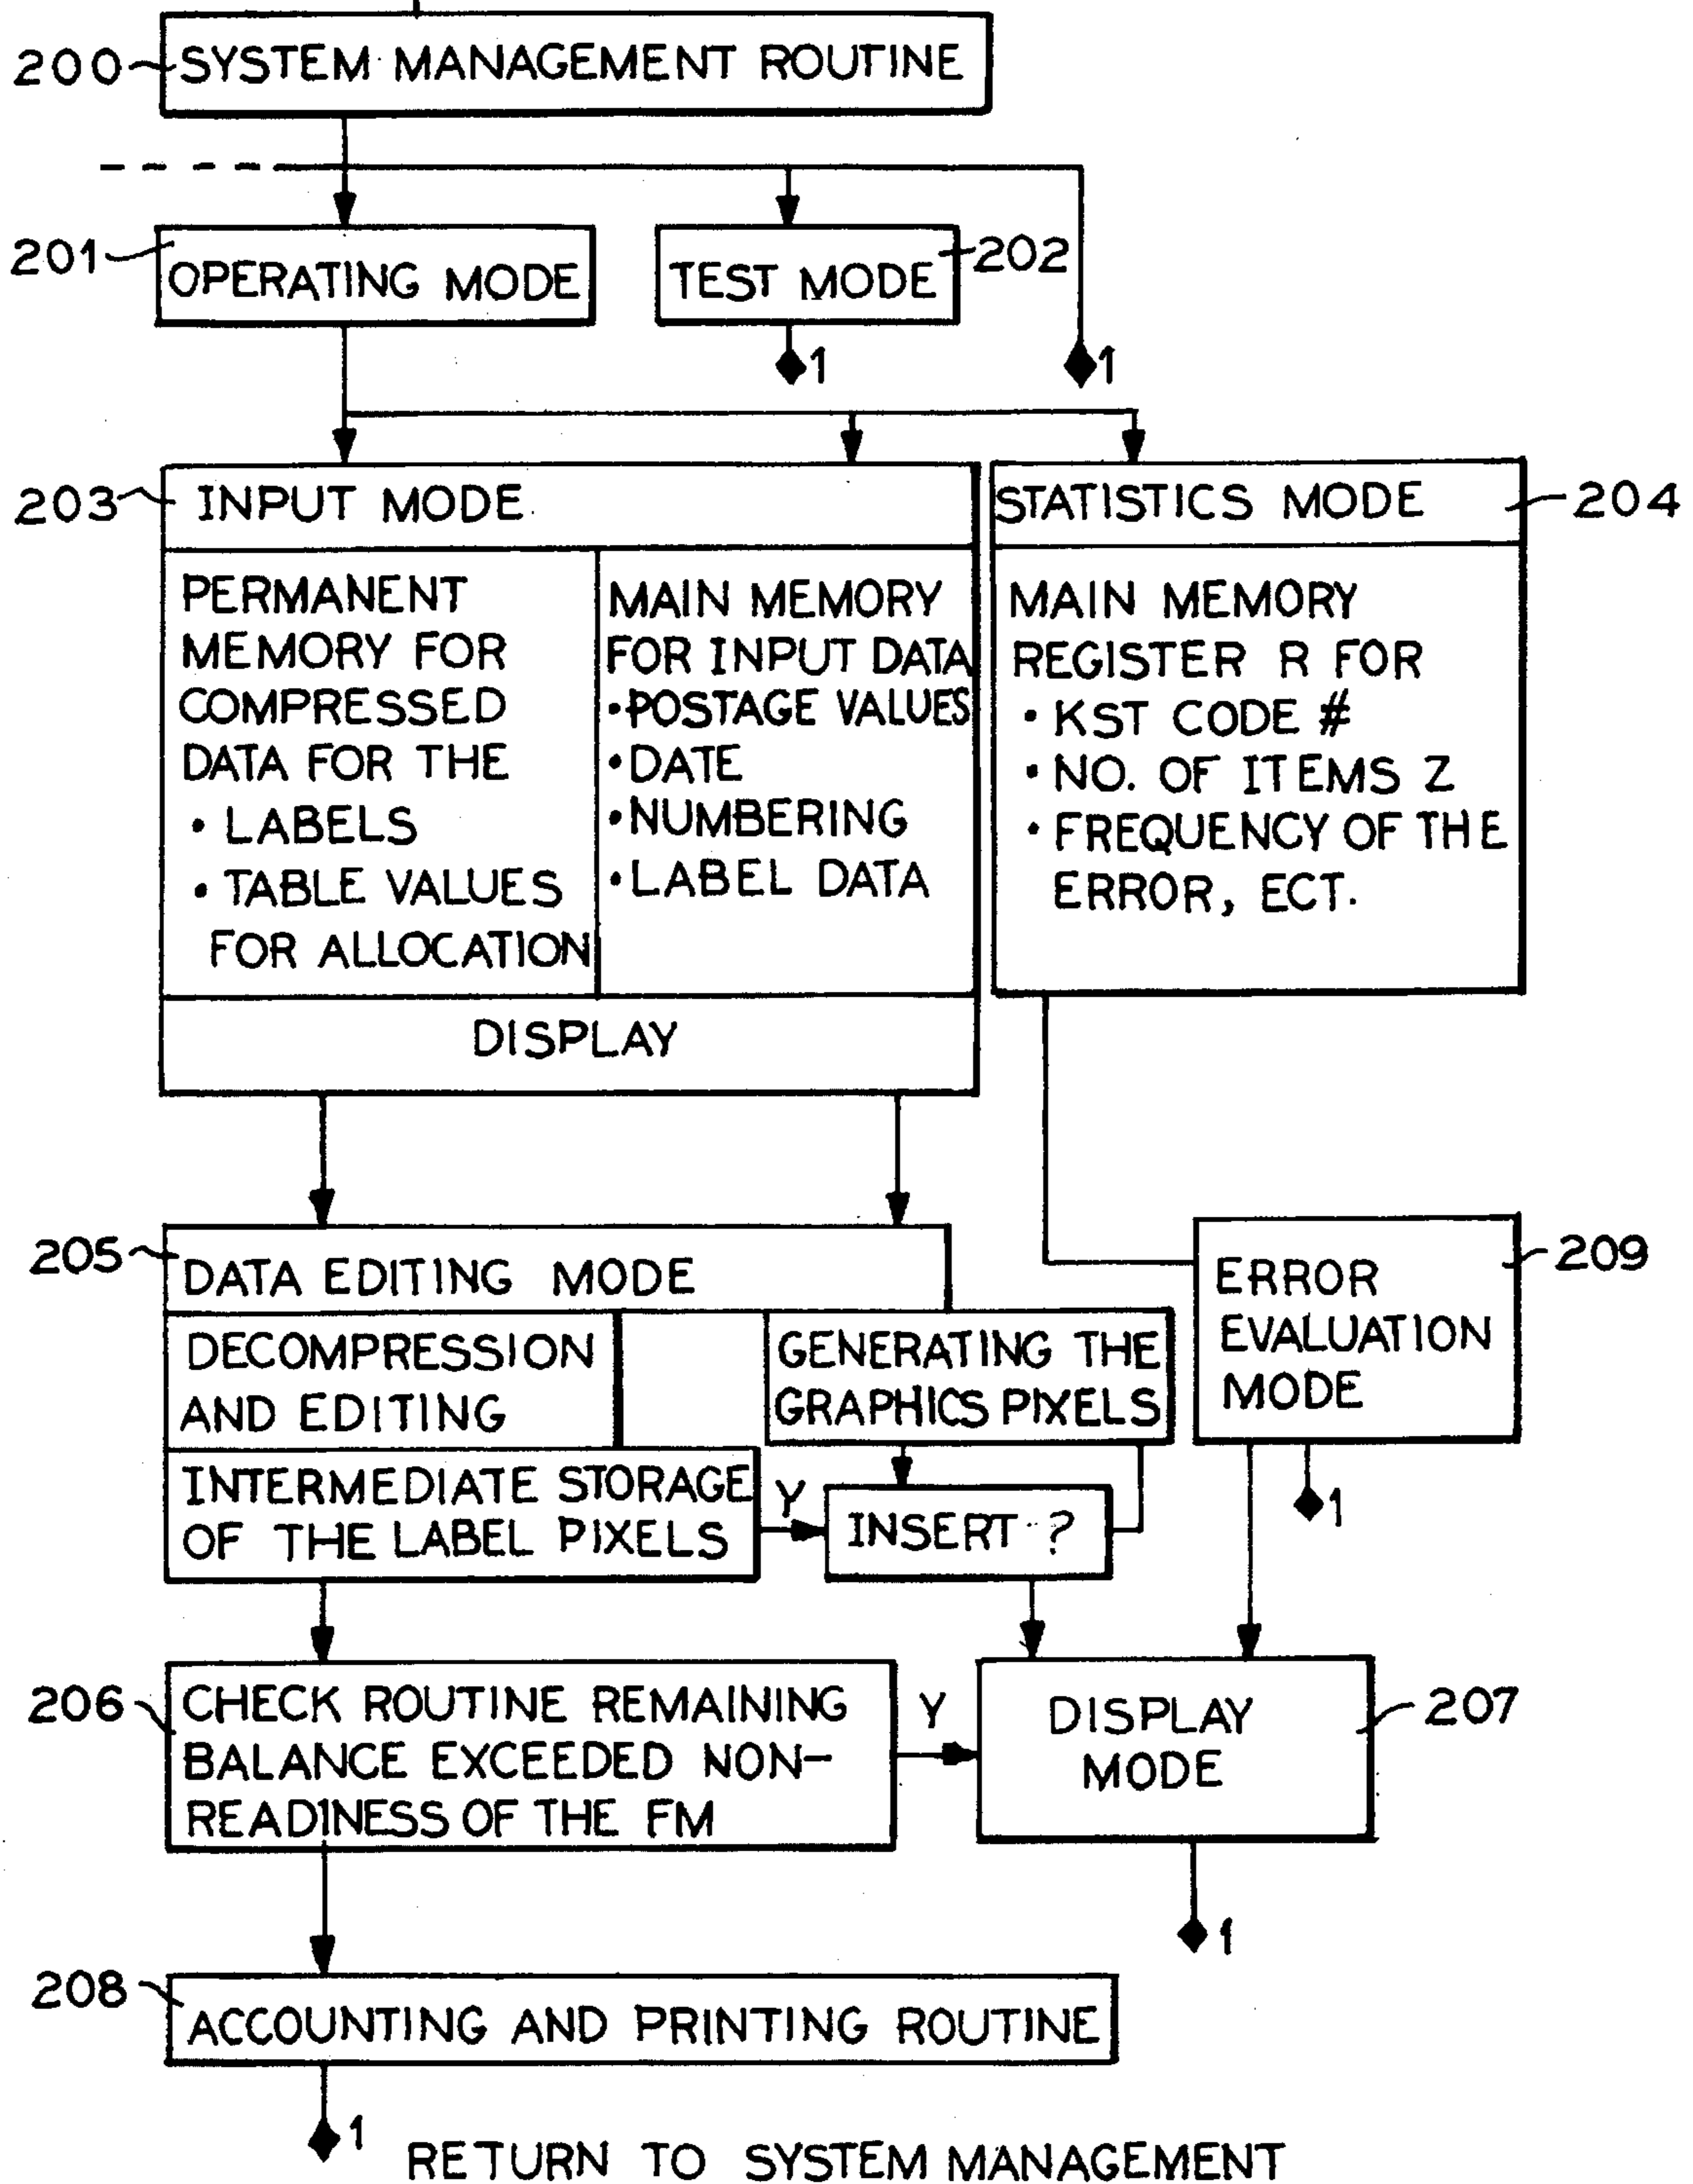 200 SYSTEM MANAGEMENT ROUTINE
201 OPERATING MODE
TEST MODE 202
1
1
203 INPUT MODE
PERMANENT
MEMORY FOR
COMPRESSED
DATA FOR THE
• LABELS
• TABLE VALUES
FOR ALLOCATION
MAIN MEMORY
FOR INPUT DATA
• POSTAGE VALUES
• DATE
• NUMBERING
• LABEL DATA
DISPLAY
STATISTICS MODE 204
MAIN MEMORY
REGISTER R FOR
• KST CODE #
• NO. OF ITEMS Z
• FREQUENCY OF THE
ERROR, ECT.
205 DATA EDITING MODE
DECOMPRESSION
AND EDITING
GENERATING THE
GRAPHICS PIXELS
INTERMEDIATE STORAGE
OF THE LABEL PIXELS
Y
INSERT ?
ERROR 209
EVALUATION
MODE
1
206 CHECK ROUTINE REMAINING
BALANCE EXCEEDED NON-
READINESS OF THE FM
Y
DISPLAY 207
MODE
1
208 ACCOUNTING AND PRINTING ROUTINE
1 RETURN TO SYSTEM MANAGEMENT